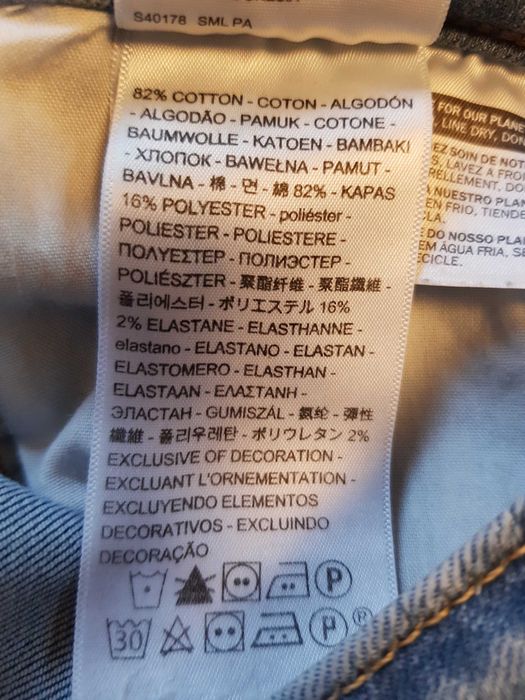 S40178 SML PA
82% COTTON - COTON - ALGODÓN
- ALGODÃO - PAMUK - COTONE -
BAUMWOLLE - KATOEN - BAMBAKI
- ХЛОПОК - BAWEŁNA - PAMUT -
BAVLNA - 棉 - 면 - 綿 82% - KAPAS
16% POLYESTER - poliéster -
POLIESTER - POLIESTERE -
ΠΟΛΥΕΣΤΕΡ - ПОЛИЭСТЕР -
POLIÉSZTER - 聚酯纤维 - 聚酯纖維 -
폴리에스터 - ポリエステル 16%
2% ELASTANE - ELASTHANNE -
elastano - ELASTANO - ELASTAN -
ELASTOMERO - ELASTHAN -
ELASTAAN - ΕΛΑΣΤΑΝΗ -
ЭЛАСТАН - GUMISZÁL - 氨纶 - 彈性
纖維 - 폴리우레탄 - ポリウレタン 2%
EXCLUSIVE OF DECORATION -
EXCLUANT L'ORNEMENTATION -
EXCLUYENDO ELEMENTOS
DECORATIVOS - EXCLUINDO
DECORAÇÃO
P
30 P
FOR OUR PLANE
LINE DRY, DON
EZ SOIN DE NOT
S, LAVEZ A FROI
RELLEMENT, DO
A NUESTRO PLAN
EN FRIO, TIENDE
CLA.
DO NOSSO PLA
EM ÁGUA FRIA, SE
ECICLE.